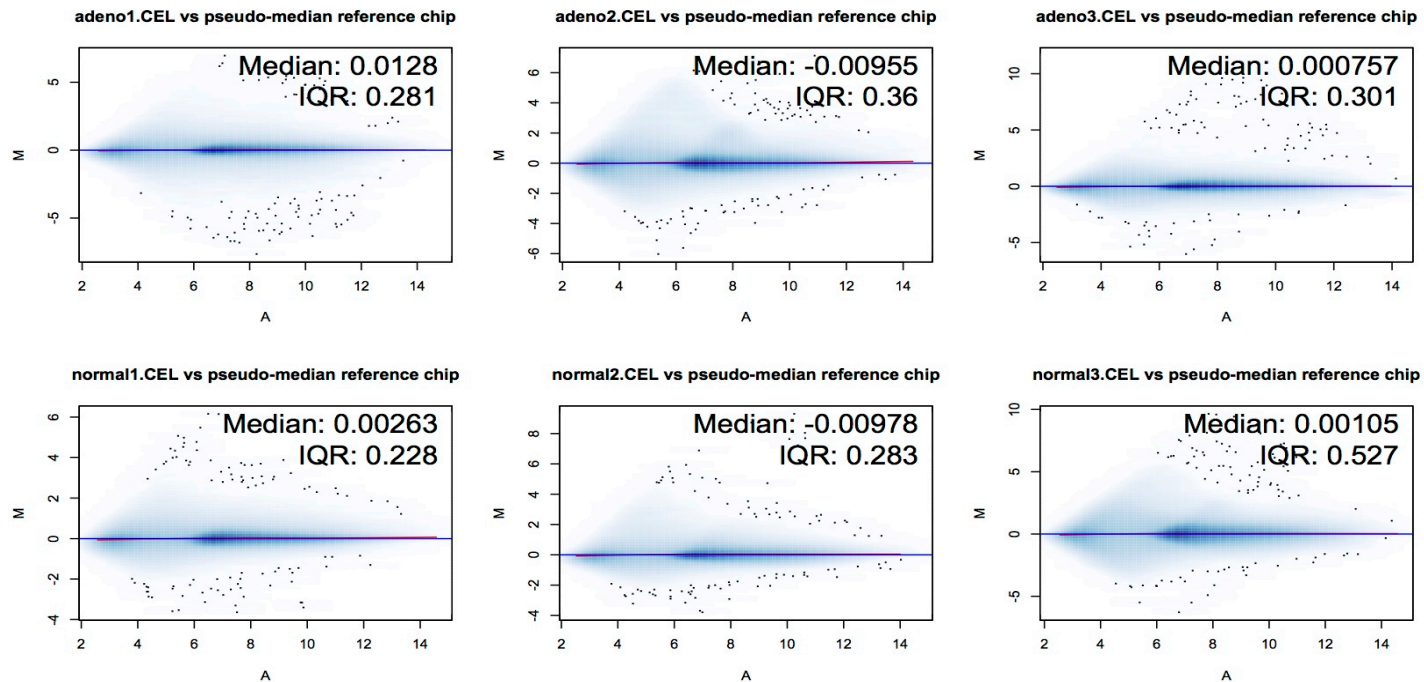 adeno1.CEL vs pseudo-median reference chip
Median: 0.0128
IQR: 0.281
M
5
0
-5
2 4 6 8 10 12 14
A
adeno2.CEL vs pseudo-median reference chip
Median: -0.00955
IQR: 0.36
M
6
4
2
0
-2
-4
-6
2 4 6 8 10 12 14
A
adeno3.CEL vs pseudo-median reference chip
Median: 0.000757
IQR: 0.301
M
10
5
0
-5
2 4 6 8 10 12 14
A
normal1.CEL vs pseudo-median reference chip
Median: 0.00263
IQR: 0.228
M
6
4
2
0
-2
-4
2 4 6 8 10 12 14
A
normal2.CEL vs pseudo-median reference chip
Median: -0.00978
IQR: 0.283
M
8
6
4
2
0
-2
-4
2 4 6 8 10 12 14
A
normal3.CEL vs pseudo-median reference chip
Median: 0.00105
IQR: 0.527
M
10
5
0
-5
2 4 6 8 10 12 14
A